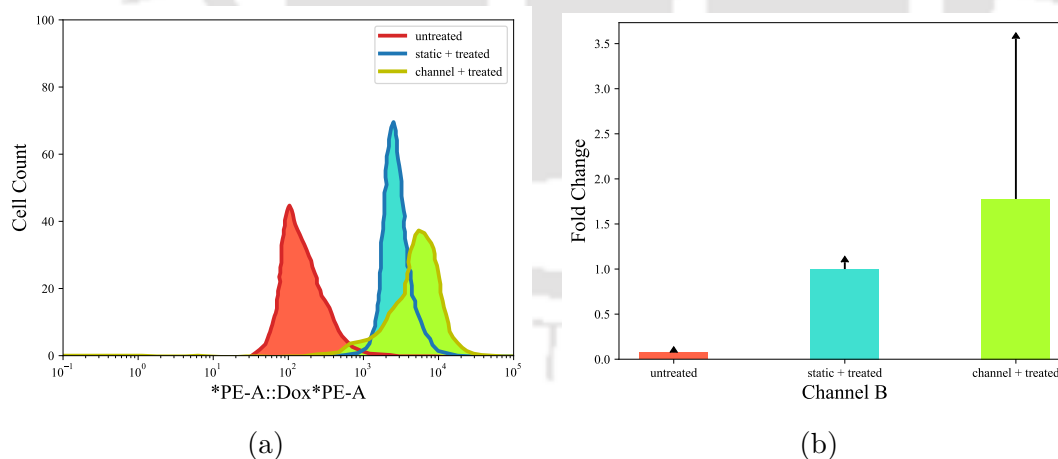 100
80
60
40
20
0
Cell Count
untreated
static + treated
channel + treated
10^-1
10^0
10^1
10^2
10^3
10^4
10^5
*PE-A::Dox*PE-A
(a)
3.5
3.0
2.5
2.0
1.5
1.0
0.5
0.0
Fold Change
untreated
static + treated
channel + treated
Channel B
(b)